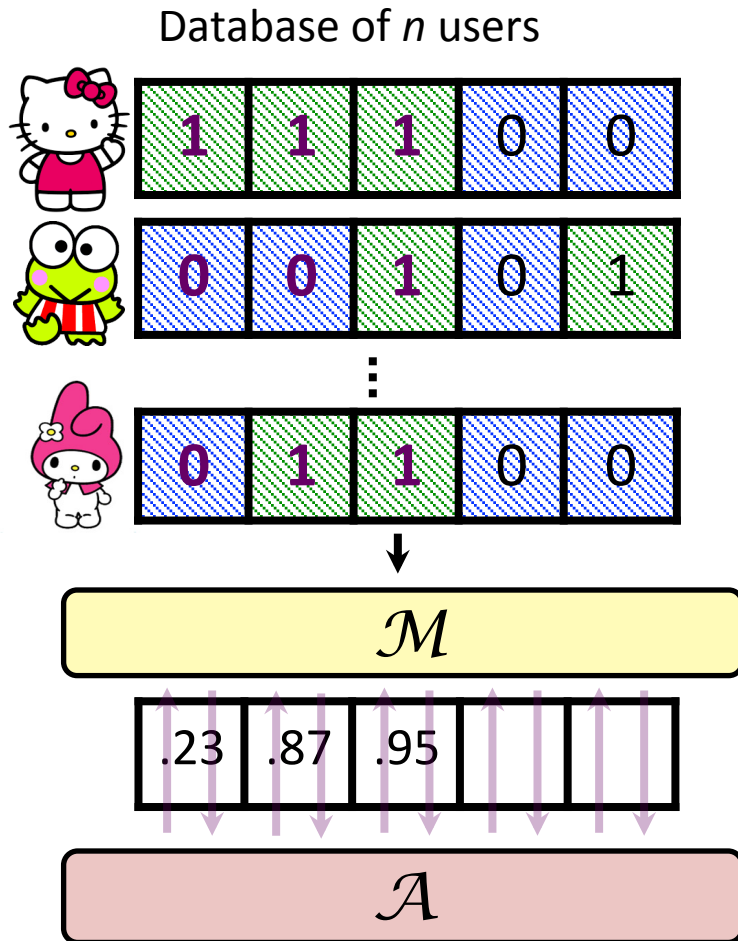 Database of n users
1 1 1 0 0
0 0 1 0 1
⋮
0 1 1 0 0
ℳ
.23 .87 .95
𝒜